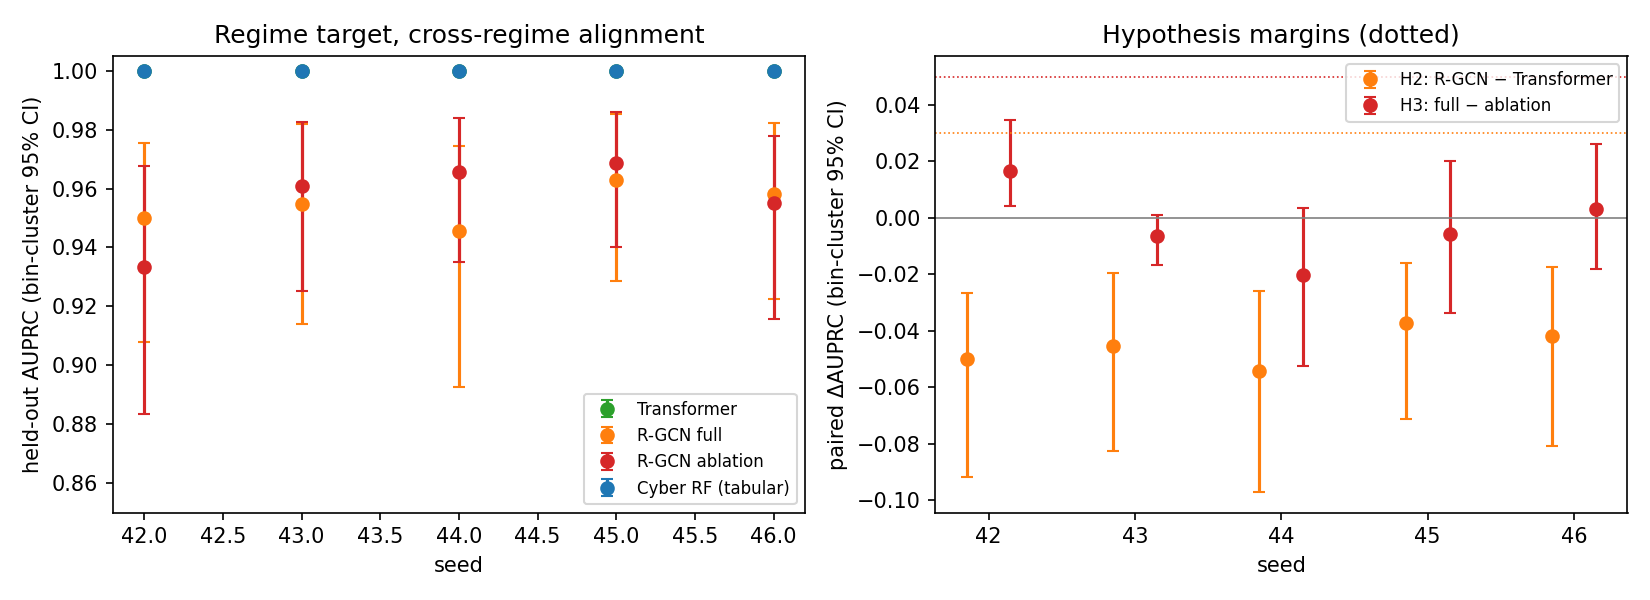 Regime target, cross-regime alignment
held-out AUPRC (bin-cluster 95% CI)
1.00
0.98
0.96
0.94
0.92
0.90
0.88
0.86
Transformer
R-GCN full
R-GCN ablation
Cyber RF (tabular)
42.0 42.5 43.0 43.5 44.0 44.5 45.0 45.5 46.0
seed
Hypothesis margins (dotted)
paired ΔAUPRC (bin-cluster 95% CI)
0.04
0.02
0.00
−0.02
−0.04
−0.06
−0.08
−0.10
H2: R-GCN − Transformer
H3: full − ablation
42 43 44 45 46
seed